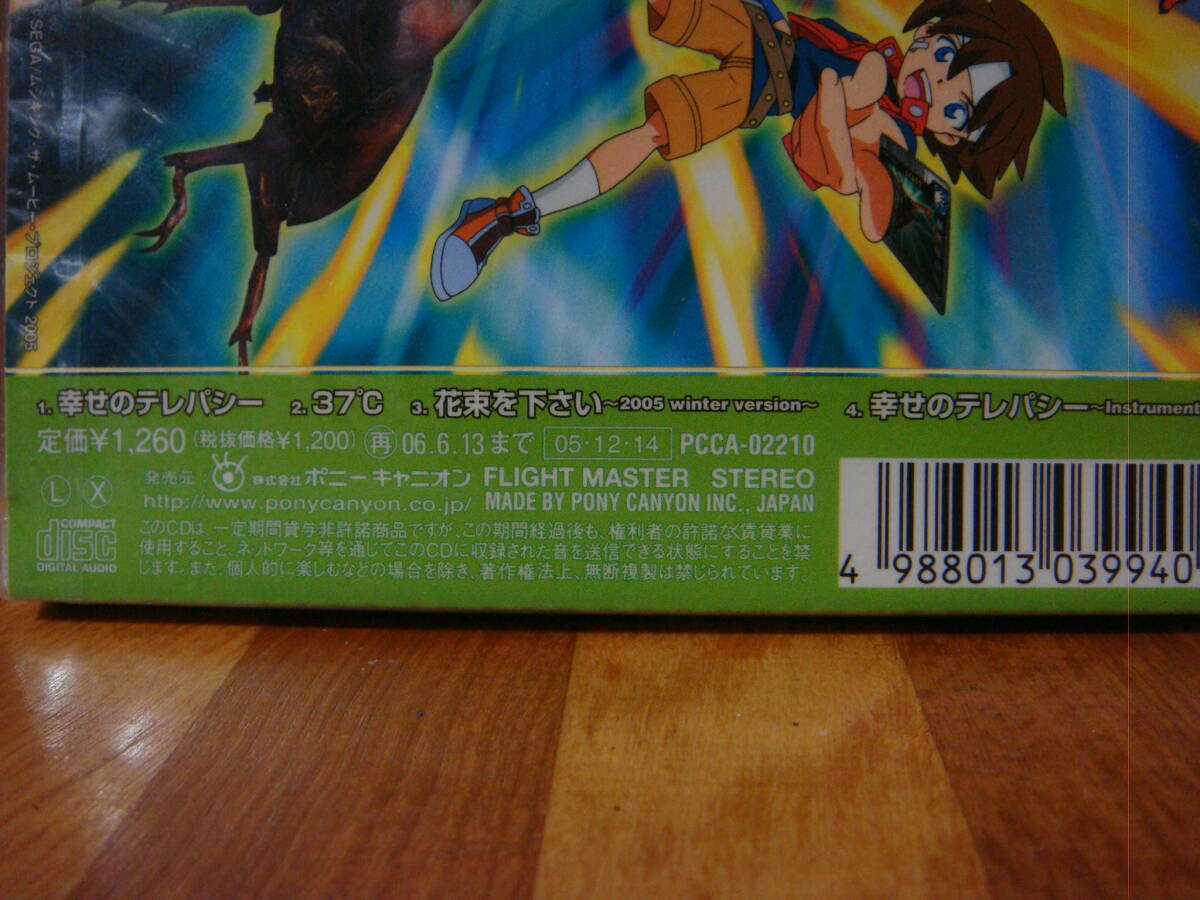 SEGA/ムシキング・ザ・ムービー・プロジェクト 2005
1. 幸せのテレパシー 2. 37℃ 3. 花束を下さい～2005 winter version～ 4. 幸せのテレパシー～Instrument
定価¥1,260 (税抜価格¥1,200) 再 06.6.13まで 05・12・14 PCCA-02210
発売元 株式会社 ポニーキャニオン FLIGHT MASTER STEREO
L X http://www.ponycanyon.co.jp/ MADE BY PONY CANYON INC., JAPAN
COMPACT disc DIGITAL AUDIO
このCDは、一定期間貸与非許諾商品ですが、この期間経過後も、権利者の許諾なく賃貸業に
使用すること、ネットワーク等を通じてこのCDに収録された音を送信できる状態にすることを禁
じます。また、個人的に楽しむなどの場合を除き、著作権法上、無断複製は禁じられています。
4 988013 039940